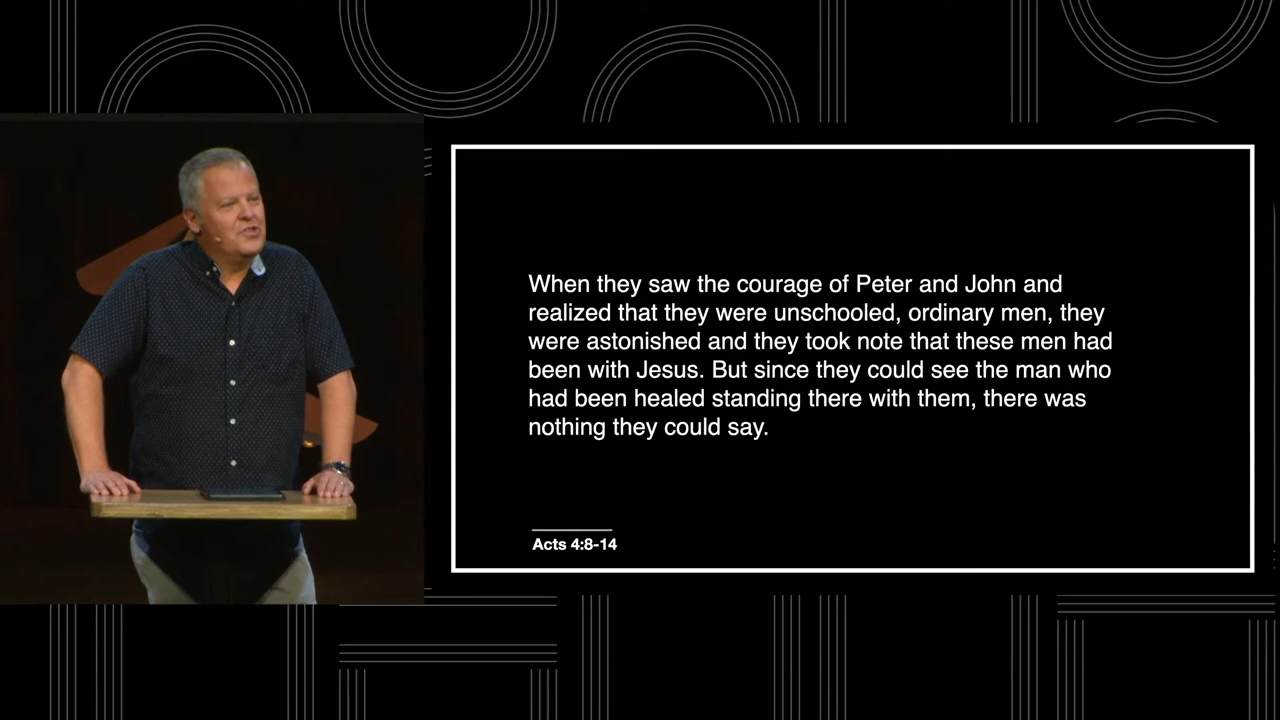 When they saw the courage of Peter and John and
realized that they were unschooled, ordinary men, they
were astonished and they took note that these men had
been with Jesus. But since they could see the man who
had been healed standing there with them, there was
nothing they could say.
Acts 4:8-14